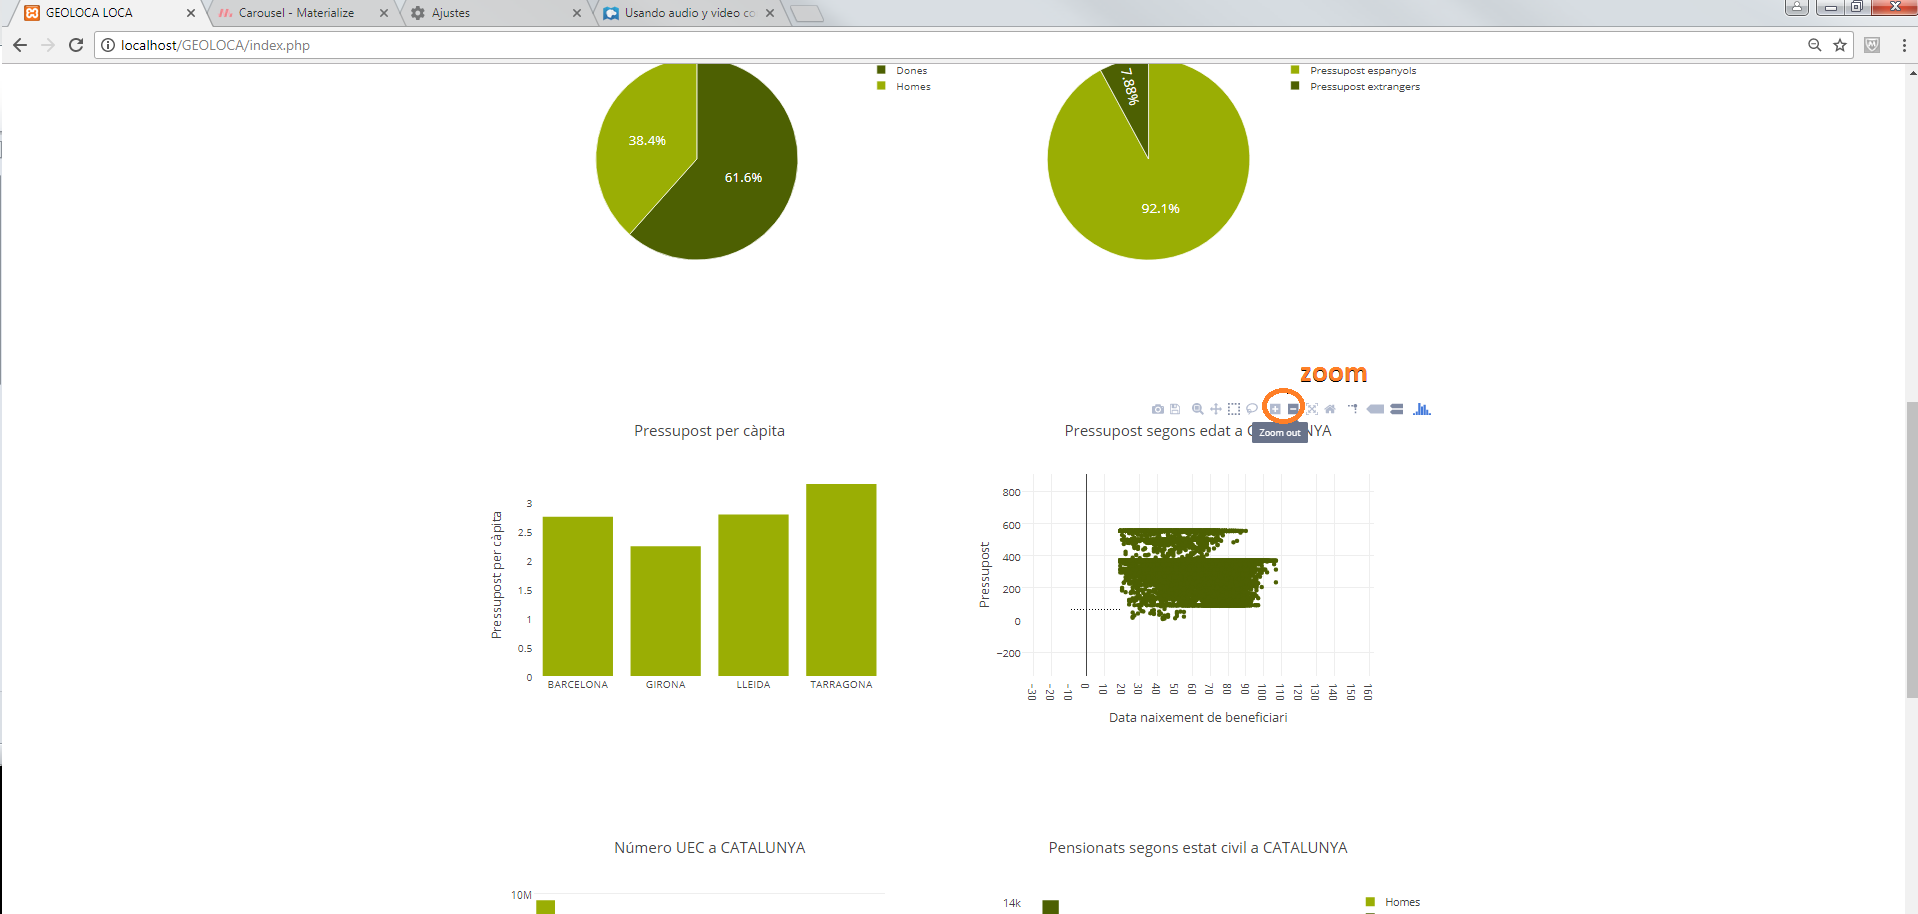 GEOLOCA LOCA
Carousel - Materialize
Ajustes
Usando audio y video co
localhost/GEOLOCA/index.php
Dones
Homes
38.4%
61.6%
Pressupost espanyols
Pressupost extrangers
7.88%
92.1%
zoom
Zoom out
Pressupost per càpita
Pressupost per càpita
3
2.5
2
1.5
1
0.5
0
BARCELONA GIRONA LLEIDA TARRAGONA
Pressupost segons edat a C NYA
Pressupost
800
600
400
200
0
−200
−30 −20 −10 0 10 20 30 40 50 60 70 80 90 100 110 120 130 140 150 160
Data naixement de beneficiari
Número UEC a CATALUNYA
10M
Pensionats segons estat civil a CATALUNYA
14k
Homes